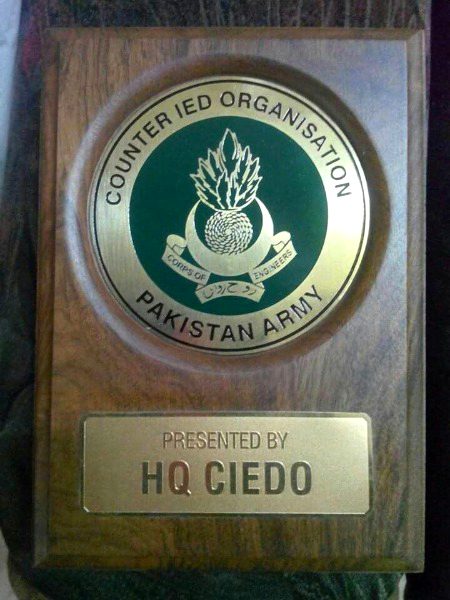 COUNTER IED ORGANISATION
CORPS OF
ENGINEERS
PAKISTAN ARMY
PRESENTED BY
HQ CIEDO